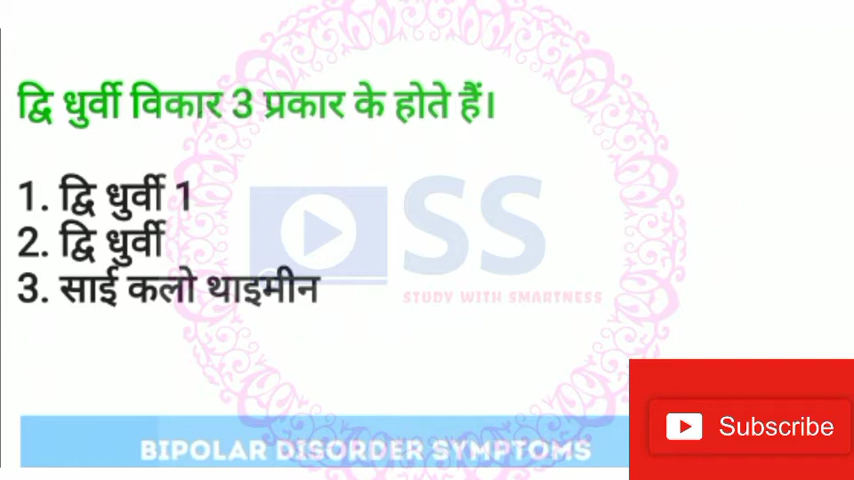 द्वि धुर्वी विकार 3 प्रकार के होते हैं।
1. द्वि धुर्वी 1
2. द्वि धुर्वी
3. साई कलो थाइमीन
SS
STUDY WITH SMARTNESS
BIPOLAR DISORDER SYMPTOMS
Subscribe